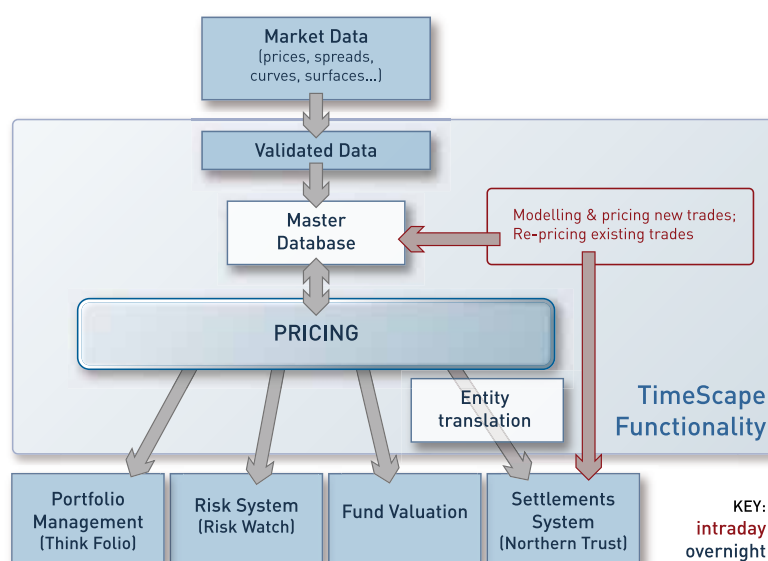 Market Data
(prices, spreads,
curves, surfaces...)
Validated Data
Master
Database
Modelling & pricing new trades;
Re-pricing existing trades
PRICING
Entity
translation
TimeScape
Functionality
Portfolio
Management
(Think Folio)
Risk System
(Risk Watch)
Fund Valuation
Settlements
System
(Northern Trust)
KEY:
intraday
overnight